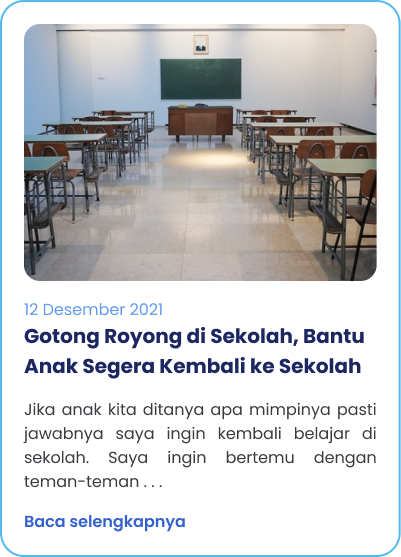 12 Desember 2021
Gotong Royong di Sekolah, Bantu
Anak Segera Kembali ke Sekolah
Jika anak kita ditanya apa mimpinya pasti
jawabnya saya ingin kembali belajar di
sekolah. Saya ingin bertemu dengan
teman-teman . . .
Baca selengkapnya